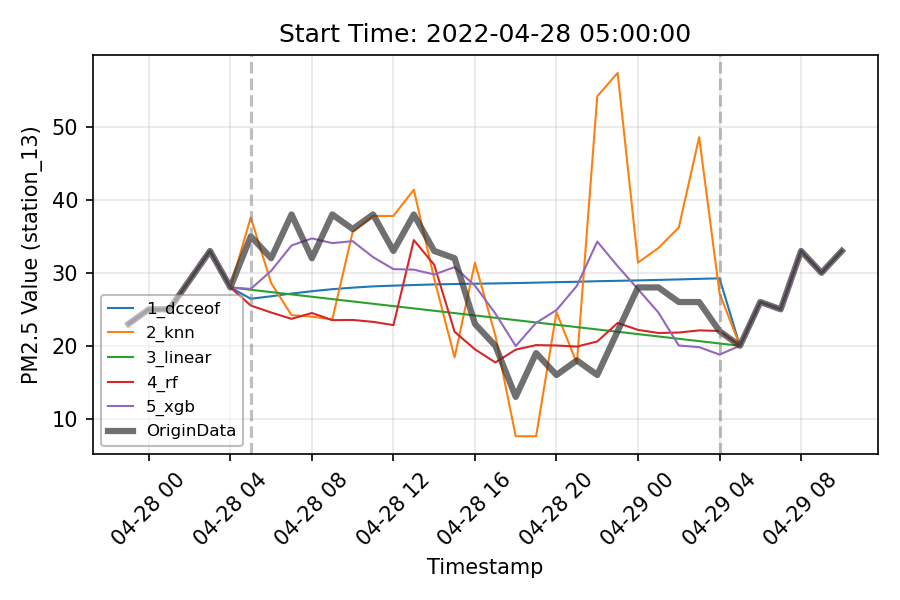 Start Time: 2022-04-28 05:00:00
PM2.5 Value (station_13)
50
40
30
20
10
1_dcceof
2_knn
3_linear
4_rf
5_xgb
OriginData
04-28 00
04-28 04
04-28 08
04-28 12
04-28 16
04-28 20
04-29 00
04-29 04
04-29 08
Timestamp